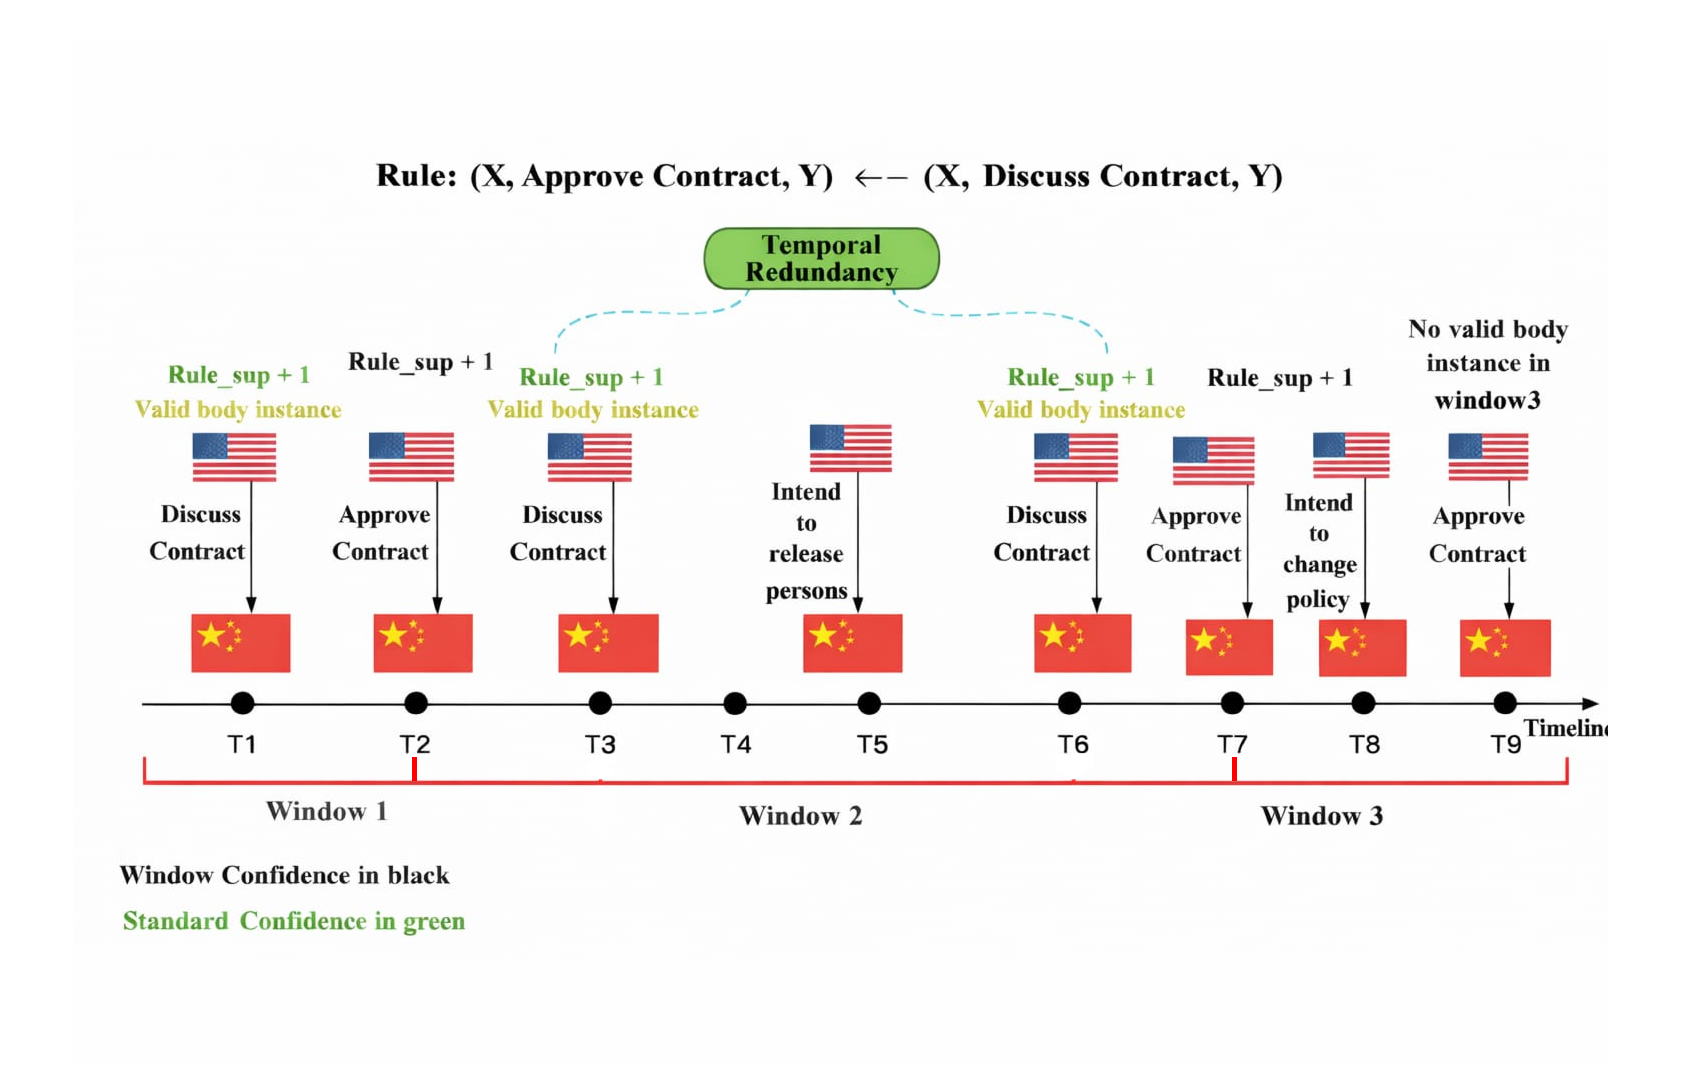 Rule: (X, Approve Contract, Y) ←− (X, Discuss Contract, Y)
Temporal
Redundancy
Rule_sup + 1
Valid body instance
Rule_sup + 1
Rule_sup + 1
Valid body instance
Rule_sup + 1
Valid body instance
Rule_sup + 1
No valid body
instance in
window3
Discuss
Contract
Approve
Contract
Discuss
Contract
Intend
to
release
persons
Discuss
Contract
Approve
Contract
Intend
to
change
policy
Approve
Contract
T1
T2
T3
T4
T5
T6
T7
T8
T9
Timeline
Window 1
Window 2
Window 3
Window Confidence in black
Standard Confidence in green